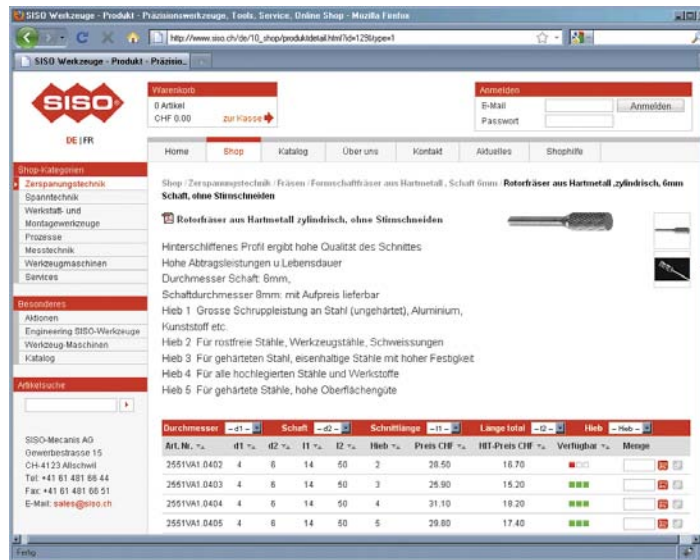 SISO Werkzeuge - Produkt - Präzisionswerkzeuge, Tools, Service, Online Shop - Mozilla Firefox
http://www.siso.ch/de/10_shop/produktdetail.html?id=129&type=1
SISO Werkzeuge - Produkt - Präzisio...
SISO
DE | FR
Warenkorb
0 Artikel
CHF 0.00 zur Kasse
Anmelden
E-Mail
Passwort
Anmelden
Home Shop Katalog Über uns Kontakt Aktuelles Shophilfe
Shop-Kategorien
Zerspanungstechnik
Spanntechnik
Werkstatt- und
Montagewerkzeuge
Prozesse
Messtechnik
Werkzeugmaschinen
Services
Besonderes
Aktionen
Engineering SISO-Werkzeuge
Werkzeug-Maschinen
Katalog
Artikelsuche
SISO-Mecanis AG
Gewerbestrasse 15
CH-4123 Allschwil
Tel: +41 61 481 66 44
Fax: +41 61 481 66 51
E-Mail: sales@siso.ch
Shop / Zerspanungstechnik / Fräsen / Formschaftfräser aus Hartmetall , Schaft 6mm / Rotorfräser aus Hartmetall ,zylindrisch, 6mm
Schaft, ohne Stirnschneiden
Rotorfräser aus Hartmetall zylindrisch, ohne Stirnschneiden
Hinterschliffenes Profil ergibt hohe Qualität des Schnittes
Hohe Abtragsleistungen u Lebensdauer
Durchmesser Schaft: 6mm,
Schaftdurchmesser 8mm: mit Aufpreis lieferbar
Hieb 1 Grosse Schruppleistung an Stahl (ungehärtet), Aluminium,
Kunststoff etc.
Hieb 2 Für rostfreie Stähle, Werkzeugstähle, Schweissungen
Hieb 3 Für gehärteten Stahl, eisenhaltige Stähle mit hoher Festigkeit
Hieb 4 Für alle hochlegierten Stähle und Werkstoffe
Hieb 5 Für gehärtete Stähle, hohe Oberflächengüte
Durchmesser – d1 – Schaft – d2 – Schnittlänge – l1 – Länge total – l2 – Hieb – Hieb –
Art. Nr. d1 d2 l1 l2 Hieb Preis CHF HIT-Preis CHF Verfügbar Menge
2551VA1.0402 4 6 14 50 2 28.50 16.70
2551VA1.0403 4 6 14 50 3 25.90 15.20
2551VA1.0404 4 6 14 50 4 31.10 18.20
2551VA1.0405 4 6 14 50 5 29.80 17.40
Fertig